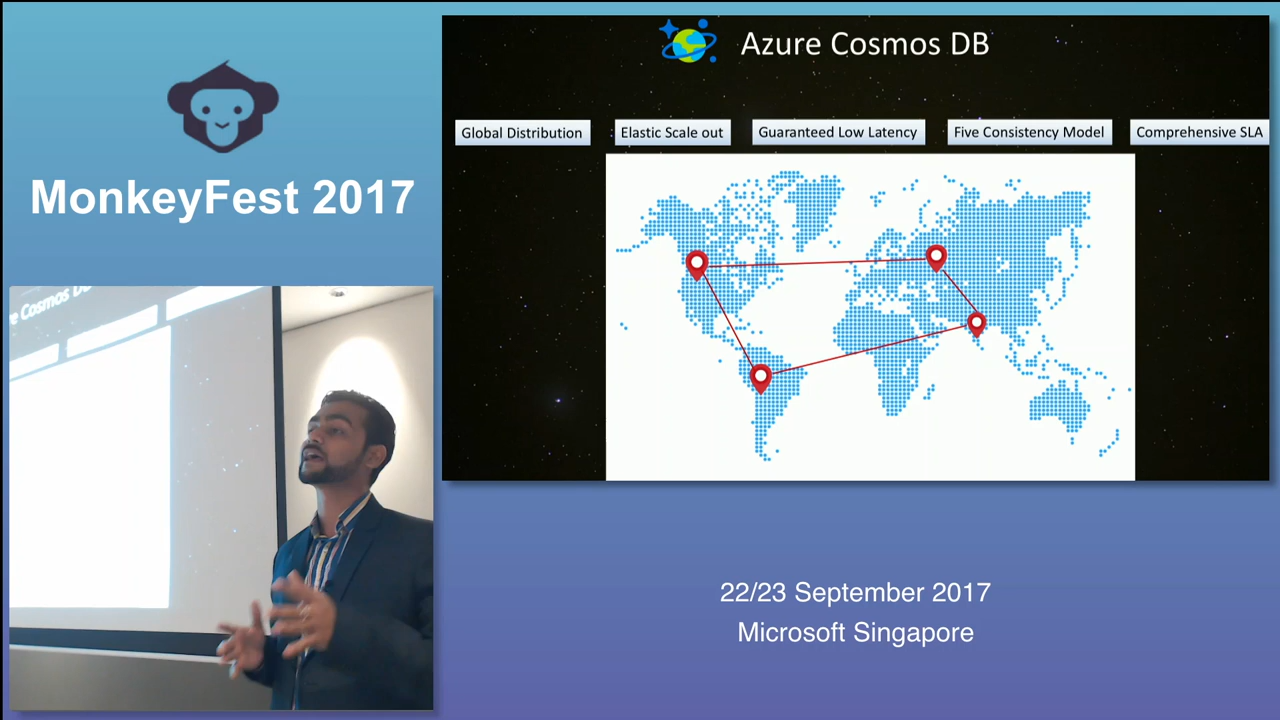 MonkeyFest 2017
Azure Cosmos DB
Global Distribution
Elastic Scale out
Guaranteed Low Latency
Five Consistency Model
Comprehensive SLA
Cosmos
22/23 September 2017
Microsoft Singapore